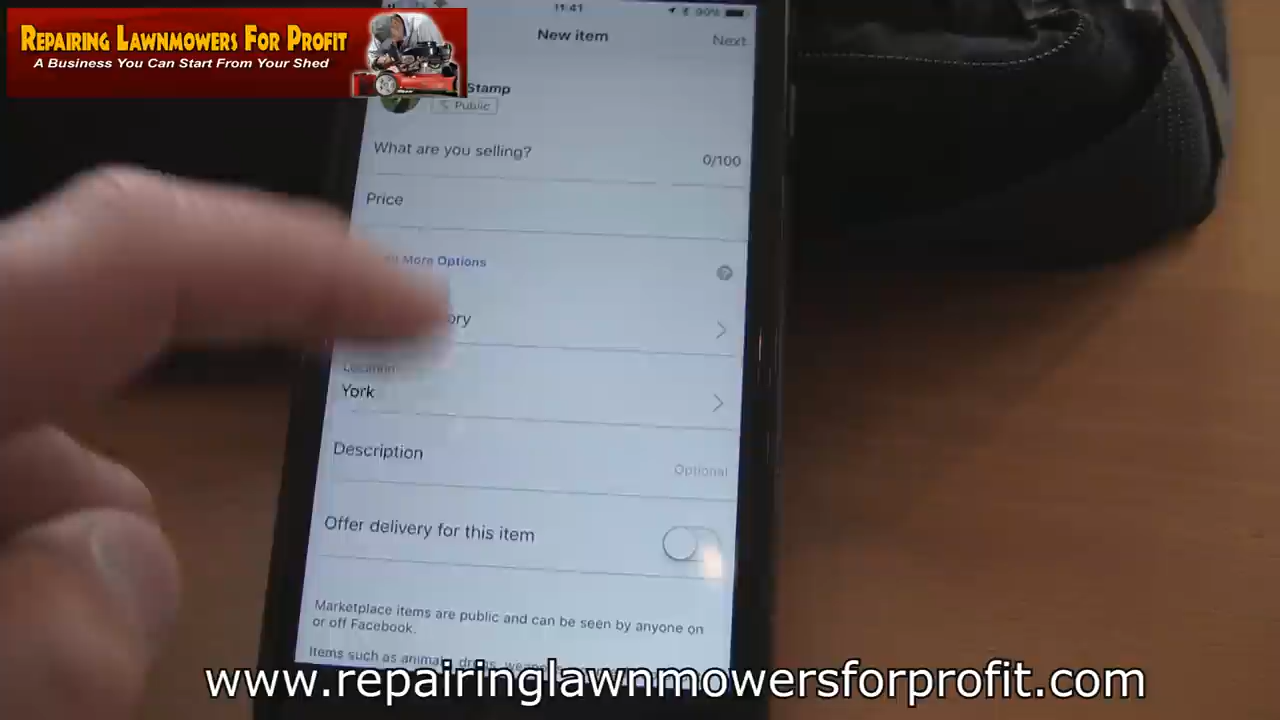 REPAIRING LAWNMOWERS FOR PROFIT
A Business You Can Start From Your Shed
11:41
90%
New item
Next
Stamp
Public
What are you selling?
0/100
Price
More Options
York
Description
Optional
Offer delivery for this item
Marketplace items are public and can be seen by anyone on
or off Facebook.
Items such as animals, drugs,
www.repairinglawnmowersforprofit.com